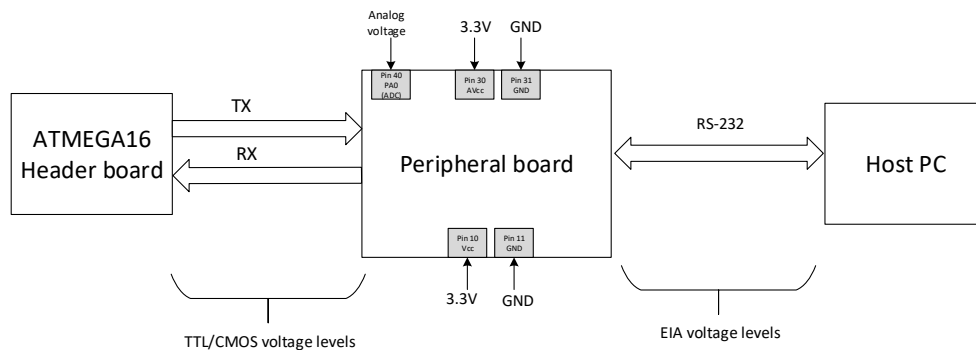 Analog
voltage
3.3V
GND
Pin 40
PA0
(ADC)
Pin 30
AVcc
Pin 31
GND
TX
RX
ATMEGA16
Header board
Peripheral board
RS-232
Host PC
Pin 10
Vcc
Pin 11
GND
3.3V
GND
TTL/CMOS voltage levels
EIA voltage levels